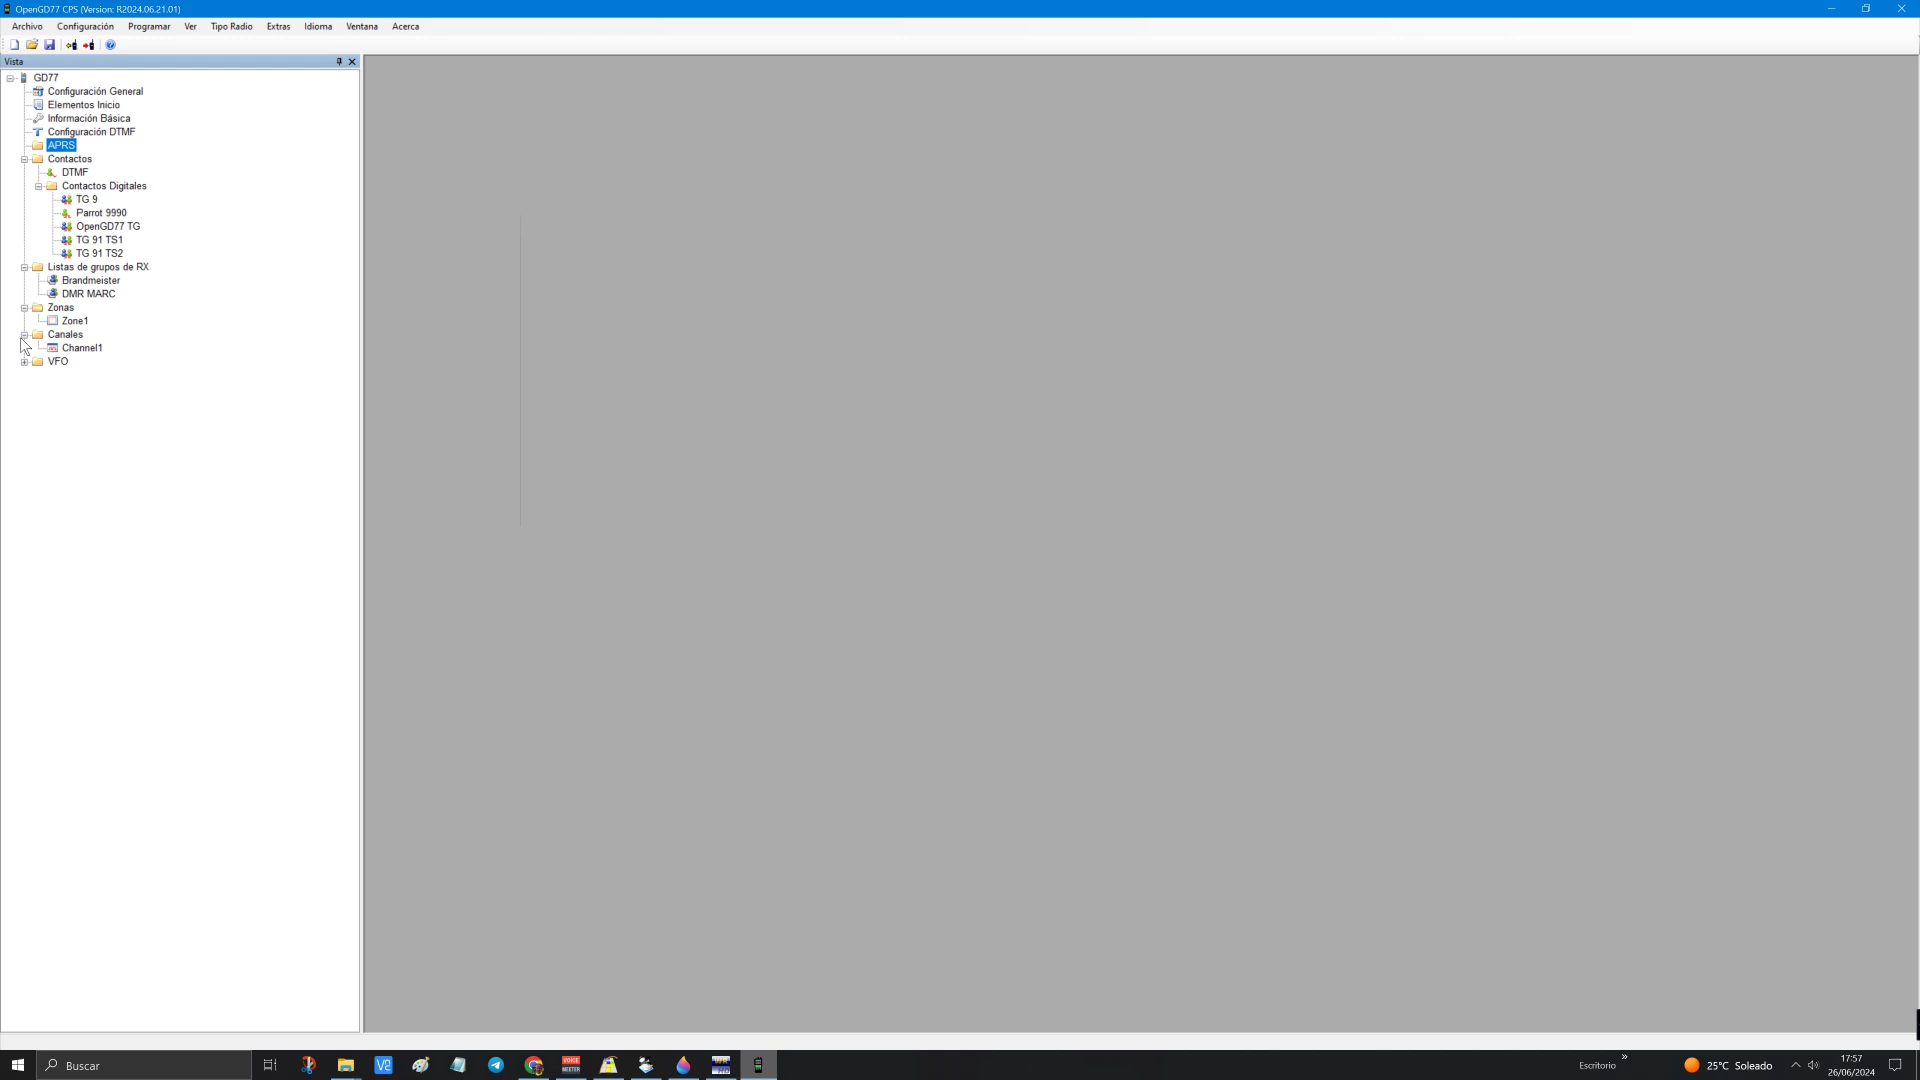 OpenGD77 CPS (Version: R2024.06.21.01)
Archivo Configuración Programar Ver Tipo Radio Extras Idioma Ventana Acerca
Vista
GD77
Configuración General
Elementos Inicio
Información Básica
Configuración DTMF
APRS
Contactos
DTMF
Contactos Digitales
TG 9
Parrot 9990
OpenGD77 TG
TG 91 TS1
TG 91 TS2
Listas de grupos de RX
Brandmeister
DMR MARC
Zonas
Zone1
Canales
Channel1
VFO
Buscar
V2
VOICE
MEETER
Escritorio
25°C Soleado
17:57
26/06/2024